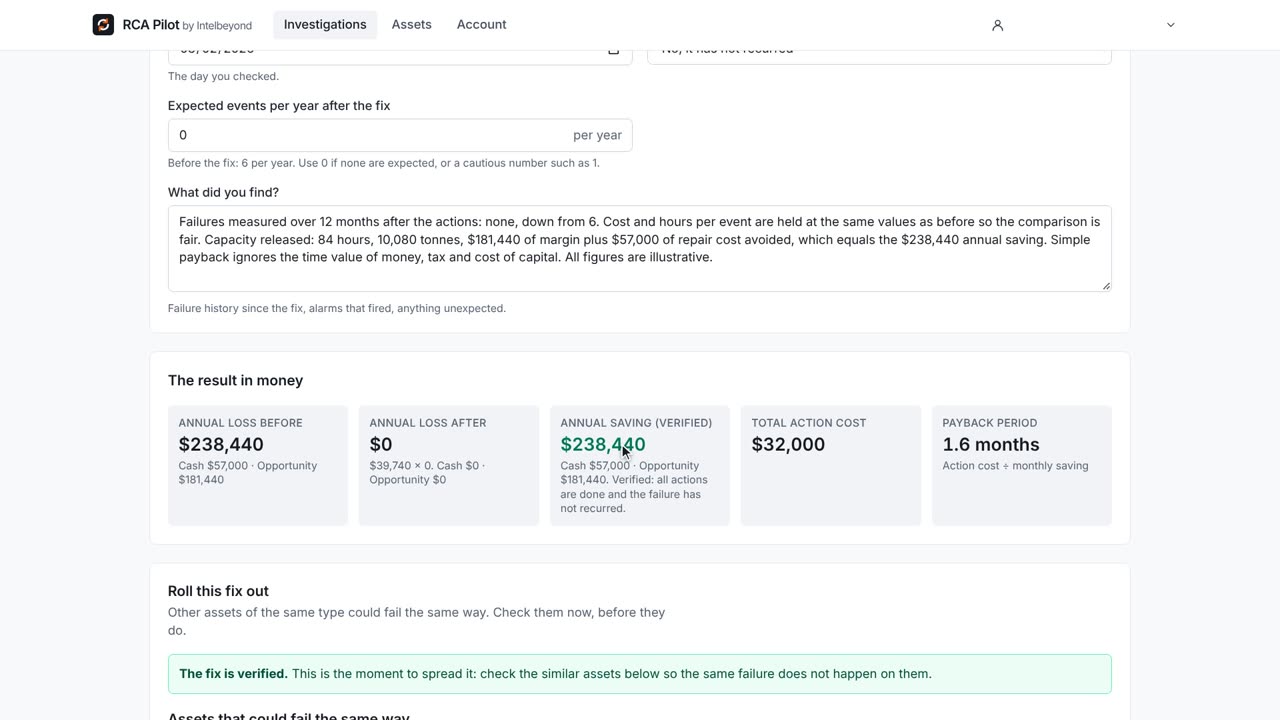 RCA Pilot by Intelbeyond
Investigations
Assets
Account
The day you checked.
Expected events per year after the fix
0
per year
Before the fix: 6 per year. Use 0 if none are expected, or a cautious number such as 1.
What did you find?
Failures measured over 12 months after the actions: none, down from 6. Cost and hours per event are held at the same values as before so the comparison is
fair. Capacity released: 84 hours, 10,080 tonnes, $181,440 of margin plus $57,000 of repair cost avoided, which equals the $238,440 annual saving. Simple
payback ignores the time value of money, tax and cost of capital. All figures are illustrative.
Failure history since the fix, alarms that fired, anything unexpected.
The result in money
ANNUAL LOSS BEFORE
$238,440
Cash $57,000 · Opportunity
$181,440
ANNUAL LOSS AFTER
$0
$39,740 × 0. Cash $0 ·
Opportunity $0
ANNUAL SAVING (VERIFIED)
$238,440
Cash $57,000 · Opportunity
$181,440. Verified: all actions
are done and the failure has
not recurred.
TOTAL ACTION COST
$32,000
PAYBACK PERIOD
1.6 months
Action cost ÷ monthly saving
Roll this fix out
Other assets of the same type could fail the same way. Check them now, before they
do.
The fix is verified. This is the moment to spread it: check the similar assets below so the same failure does not happen on them.
Assets that could fail the same way